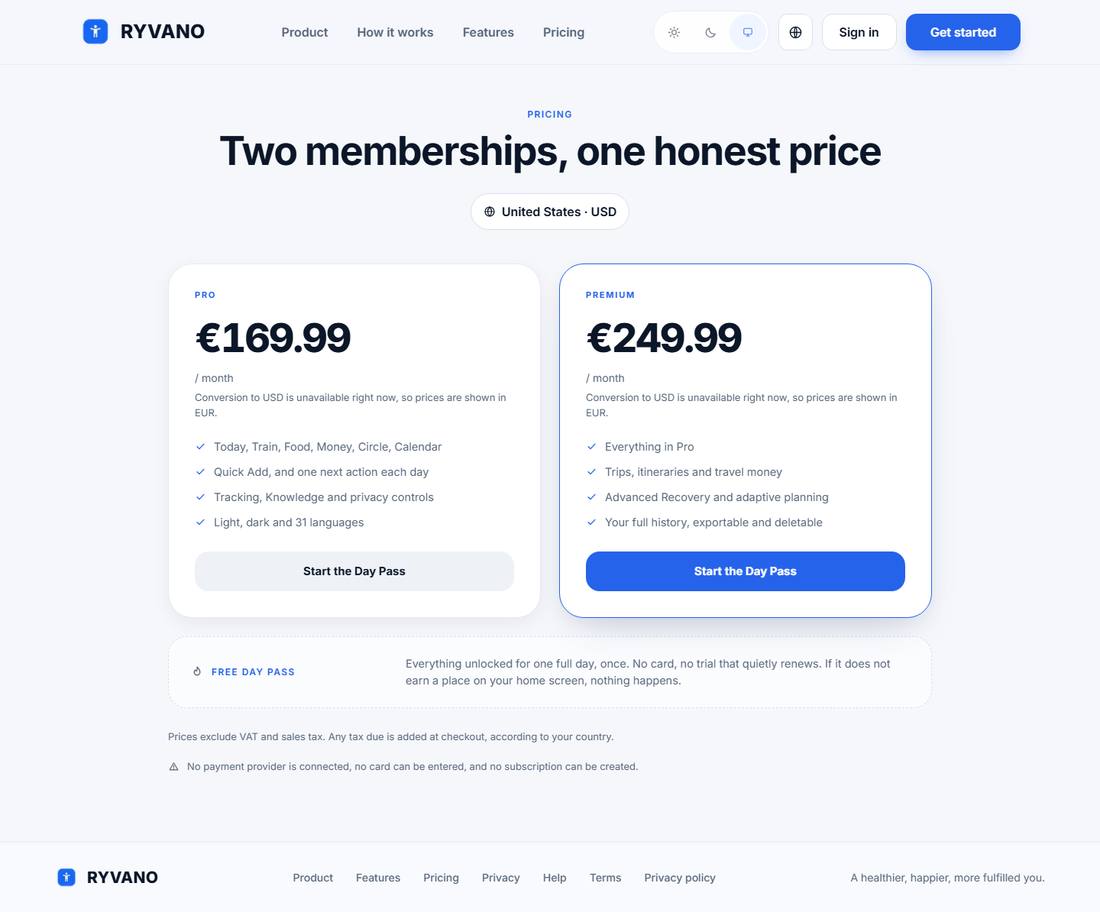 RYVANO
Product How it works Features Pricing
Sign in
Get started
PRICING
Two memberships, one honest price
United States · USD
PRO
€169.99
/ month
Conversion to USD is unavailable right now, so prices are shown in
EUR.
Today, Train, Food, Money, Circle, Calendar
Quick Add, and one next action each day
Tracking, Knowledge and privacy controls
Light, dark and 31 languages
Start the Day Pass
PREMIUM
€249.99
/ month
Conversion to USD is unavailable right now, so prices are shown in
EUR.
Everything in Pro
Trips, itineraries and travel money
Advanced Recovery and adaptive planning
Your full history, exportable and deletable
Start the Day Pass
FREE DAY PASS
Everything unlocked for one full day, once. No card, no trial that quietly renews. If it does not
earn a place on your home screen, nothing happens.
Prices exclude VAT and sales tax. Any tax due is added at checkout, according to your country.
No payment provider is connected, no card can be entered, and no subscription can be created.
RYVANO
Product Features Pricing Privacy Help Terms Privacy policy
A healthier, happier, more fulfilled you.